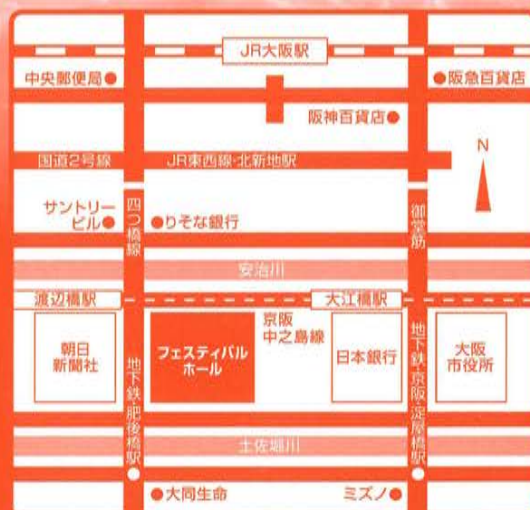 JR大阪駅
中央郵便局
阪急百貨店
阪神百貨店
N
国道2号線
JR東西線・北新地駅
サントリー
ビル
四つ橋線
りそな銀行
御堂筋
安治川
渡辺橋駅
大江橋駅
朝日
新聞社
フェスティバル
ホール
京阪
中之島線
日本銀行
大阪
市役所
地下鉄・肥後橋駅
地下鉄・京阪・淀屋橋駅
土佐堀川
大同生命
ミズノ